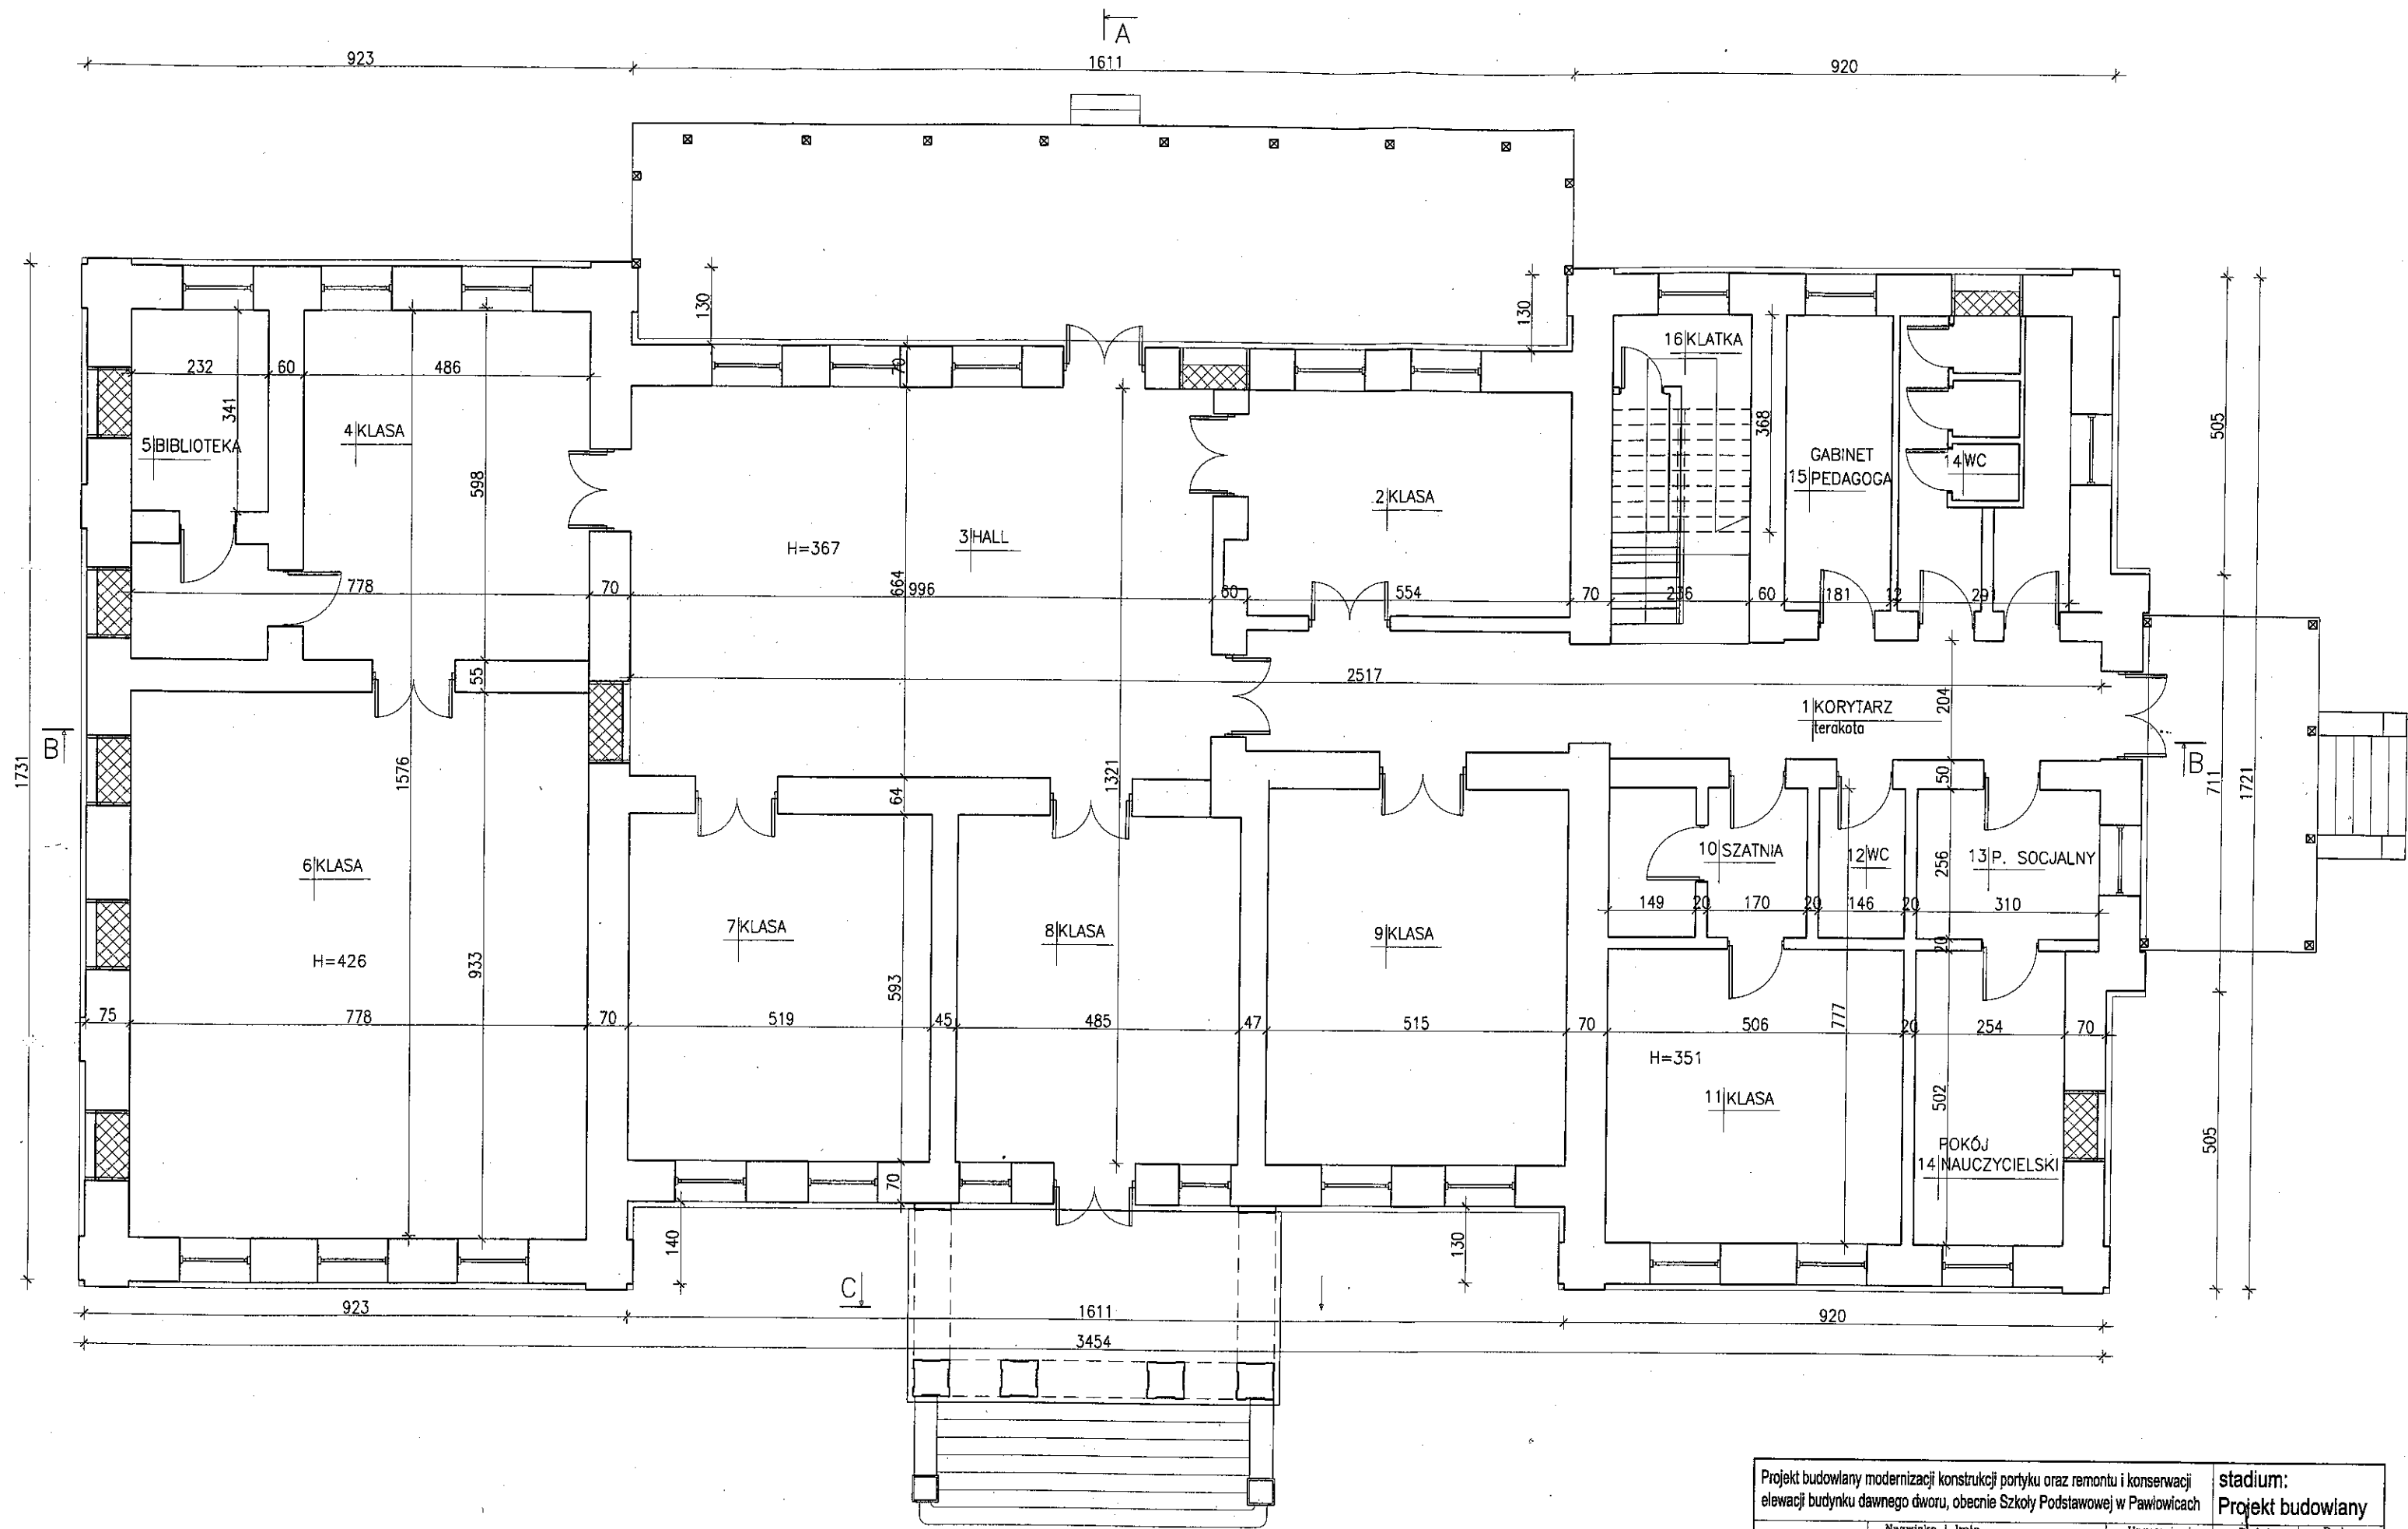 A
923
1611
920
130
130
16 KLATKA
232
60
486
341
368
505
5 BIBLIOTEKA
4 KLASA
GABINET
15 PEDAGOGA
14 WC
598
2 KLASA
H=367
3 HALL
778
70
664
996
60
554
70
236
60
181
12
291
55
2517
204
1 KORYTARZ
terakota
B
B
1731
1576
1321
64
50
711
1721
6 KLASA
10 SZATNIA
12 WC
13 P. SOCJALNY
256
149
20
170
20
146
20
310
7 KLASA
8 KLASA
9 KLASA
20
H=426
933
593
75
778
70
519
45
485
47
515
70
506
777
20
254
70
H=351
11 KLASA
502
505
POKÓJ
14 NAUCZYCIELSKI
70
140
130
C
923
1611
920
3454
Projekt budowlany modernizacji konstrukcji portyku oraz remontu i konserwacji
elewacji budynku dawnego dworu, obecnie Szkoły Podstawowej w Pawłowicach
stadium:
Projekt budowlany